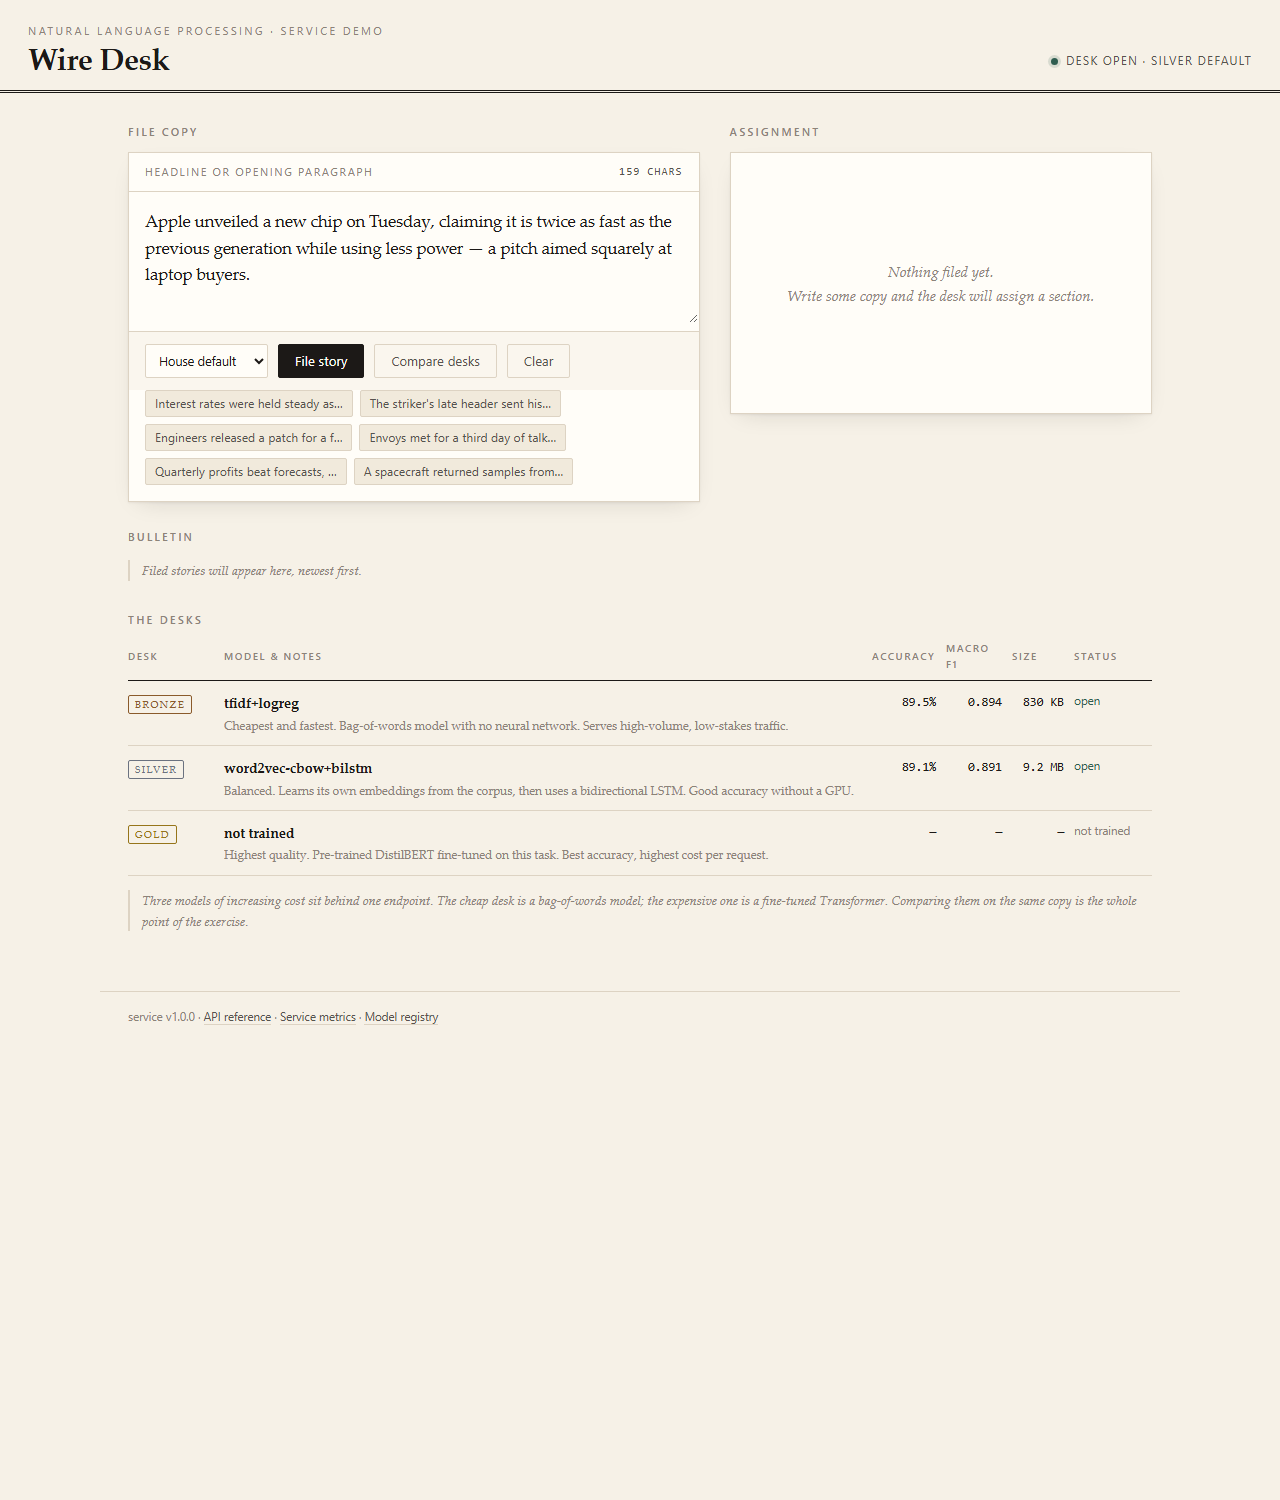 NATURAL LANGUAGE PROCESSING · SERVICE DEMO
Wire Desk
DESK OPEN · SILVER DEFAULT
FILE COPY
HEADLINE OR OPENING PARAGRAPH
159 CHARS
Apple unveiled a new chip on Tuesday, claiming it is twice as fast as the
previous generation while using less power — a pitch aimed squarely at
laptop buyers.
House default
File story
Compare desks
Clear
Interest rates were held steady as...
The striker's late header sent his...
Engineers released a patch for a f...
Envoys met for a third day of talk...
Quarterly profits beat forecasts, ...
A spacecraft returned samples from...
ASSIGNMENT
Nothing filed yet.
Write some copy and the desk will assign a section.
BULLETIN
Filed stories will appear here, newest first.
THE DESKS
DESK MODEL & NOTES ACCURACY MACRO F1 SIZE STATUS
BRONZE tfidf+logreg 89.5% 0.894 830 KB open
Cheapest and fastest. Bag-of-words model with no neural network. Serves high-volume, low-stakes traffic.
SILVER word2vec-cbow+bilstm 89.1% 0.891 9.2 MB open
Balanced. Learns its own embeddings from the corpus, then uses a bidirectional LSTM. Good accuracy without a GPU.
GOLD not trained — — — not trained
Highest quality. Pre-trained DistilBERT fine-tuned on this task. Best accuracy, highest cost per request.
Three models of increasing cost sit behind one endpoint. The cheap desk is a bag-of-words model; the expensive one is a fine-tuned Transformer. Comparing them on the same copy is the whole
point of the exercise.
service v1.0.0 · API reference · Service metrics · Model registry